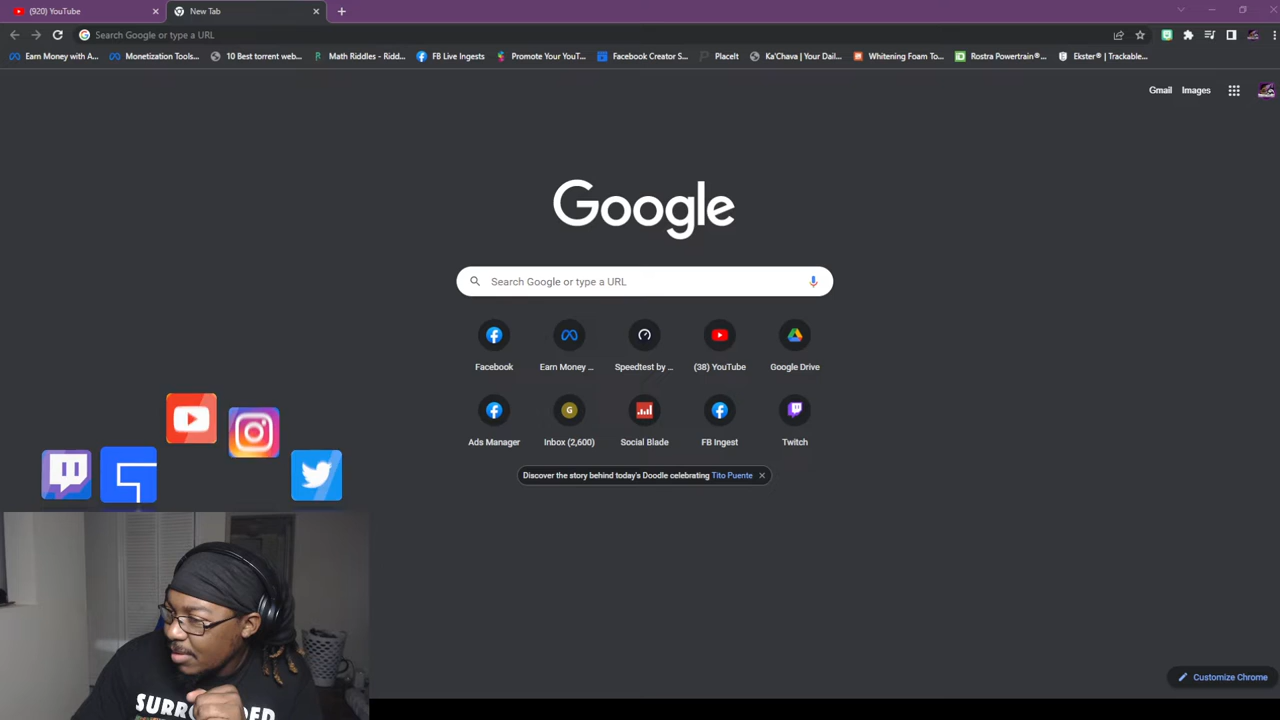 (920) YouTube
New Tab
Search Google or type a URL
Earn Money with A...
Monetization Tools...
10 Best torrent web...
Math Riddles - Ridd...
FB Live Ingests
Promote Your YouT...
Facebook Creator S...
PlaceIt
Ka'Chava | Your Dail...
Whitening Foam To...
Rostra Powertrain®...
Ekster® | Trackable...
Gmail Images
Google
Search Google or type a URL
Facebook
Earn Money ...
Speedtest by ...
(38) YouTube
Google Drive
G
Ads Manager
Inbox (2,600)
Social Blade
FB Ingest
Twitch
Discover the story behind today's Doodle celebrating Tito Puente
Customize Chrome